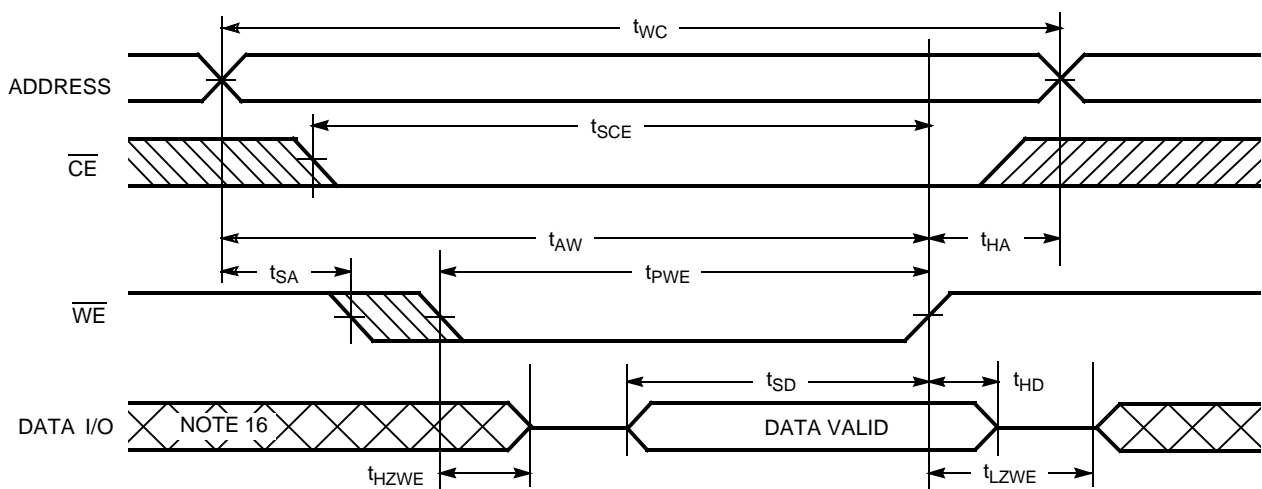 tWC
ADDRESS
tSCE
CE
tAW
tHA
tSA
tPWE
WE
tSD
tHD
DATA I/O
NOTE 16
DATA VALID
tHZWE
tLZWE